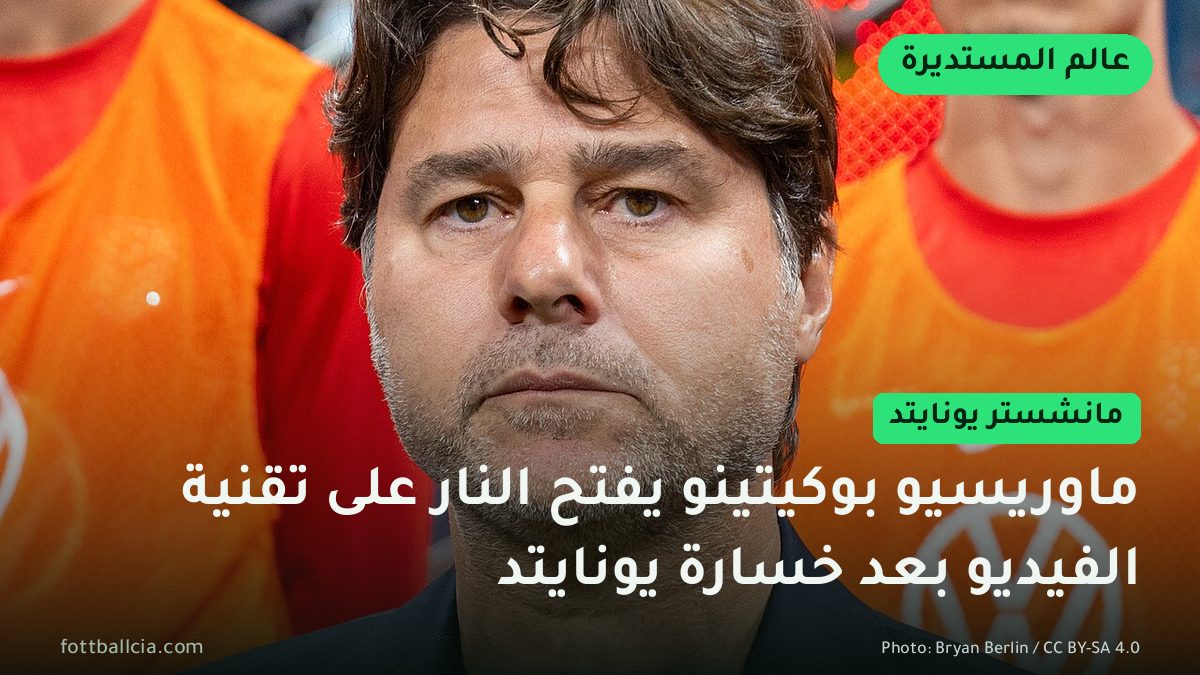 عالم المستديرة
مانشستر يونايتد
ماوريسيو بوكيتينو يفتح النار على تقنية
الفيديو بعد خسارة يونايتد
fottballcia.com
Photo: Bryan Berlin / CC BY-SA 4.0